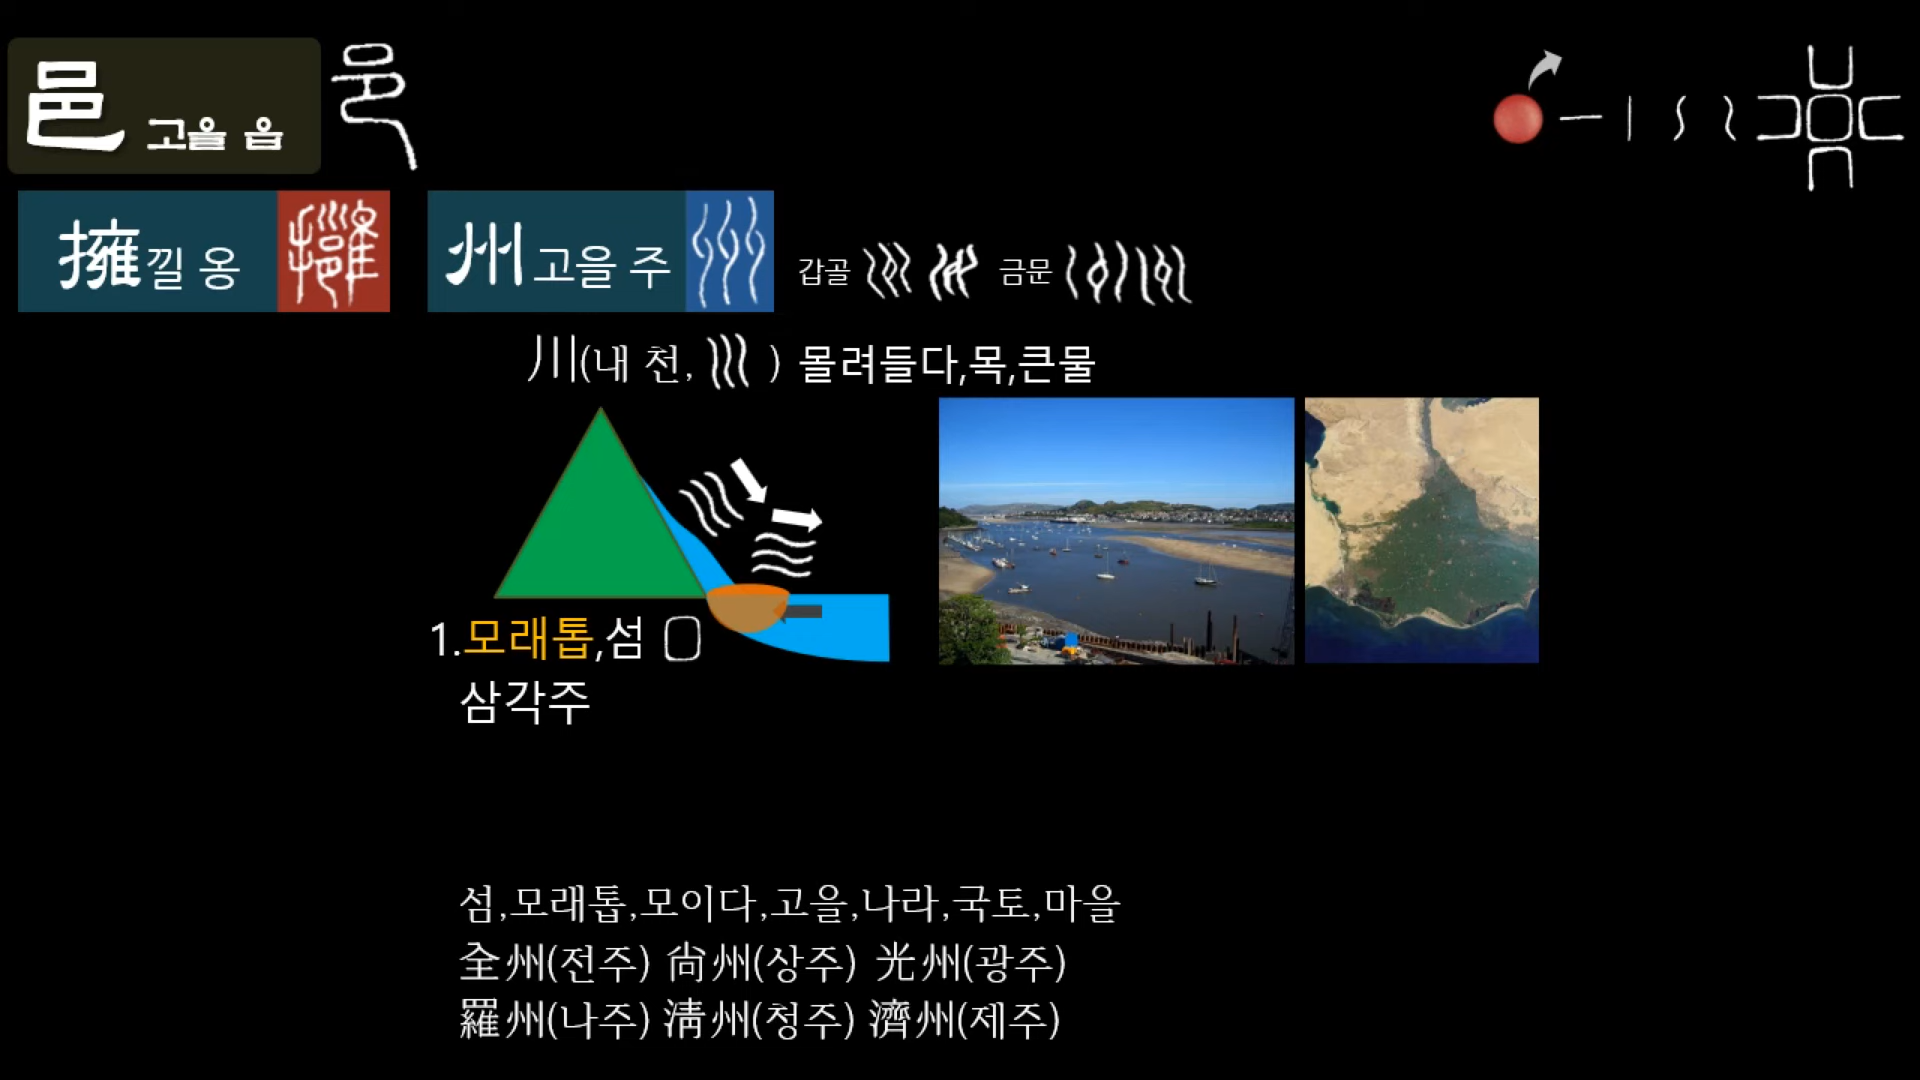 邑 고을 읍
擁 낄 옹 州 고을 주 갑골 금문
川(내 천, ) 몰려들다,목,큰물
1.모래톱,섬
삼각주
섬,모래톱,모이다,고을,나라,국토,마을
全州(전주) 尙州(상주) 光州(광주)
羅州(나주) 淸州(청주) 濟州(제주)